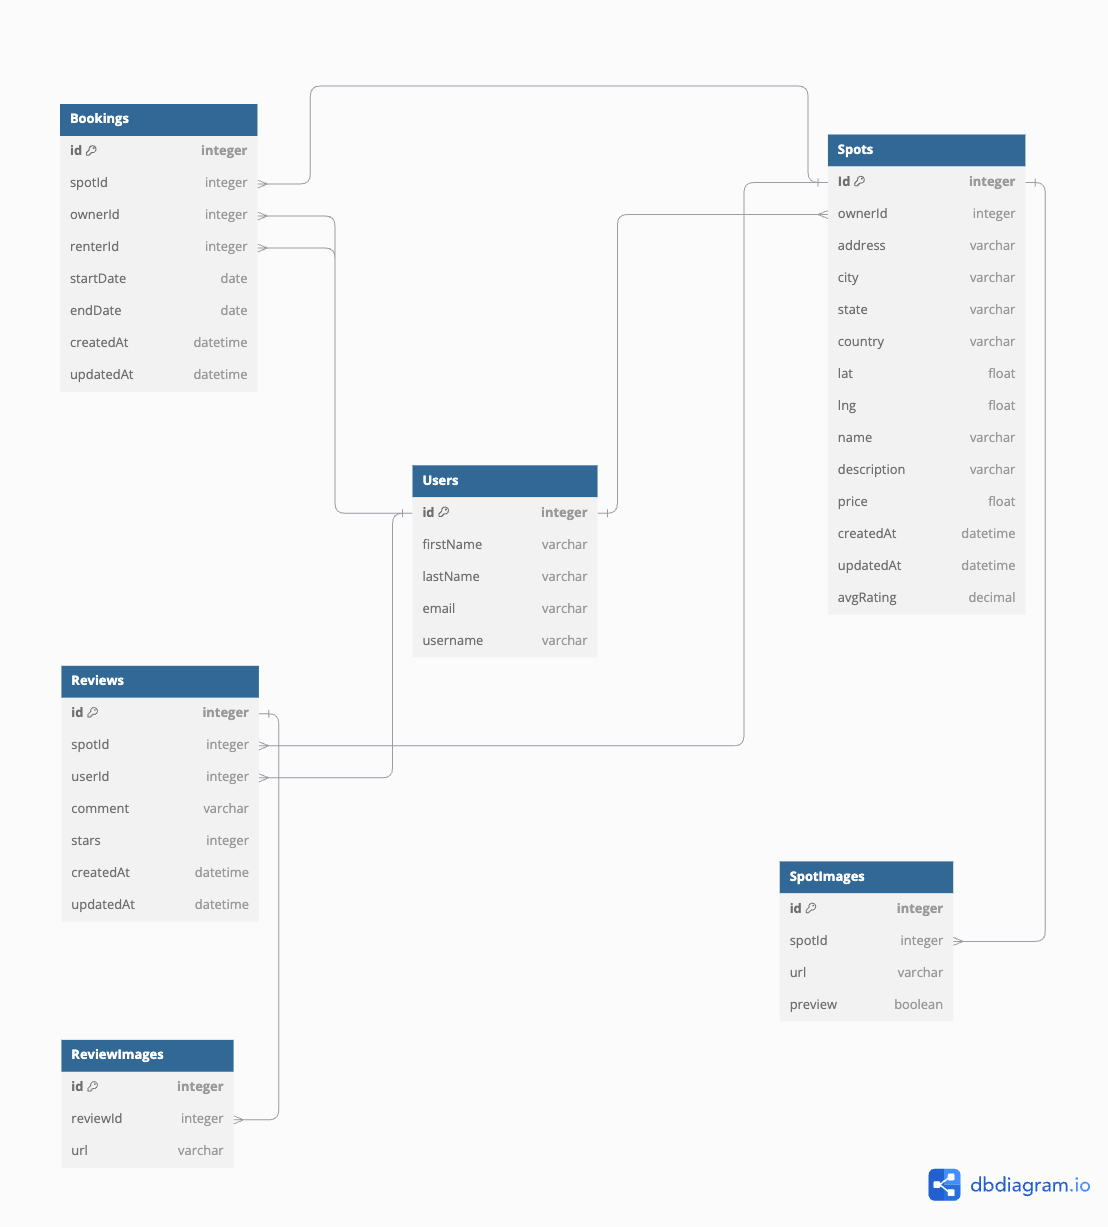 Bookings
id integer
spotId integer
ownerId integer
renterId integer
startDate date
endDate date
createdAt datetime
updatedAt datetime
Spots
Id integer
ownerId integer
address varchar
city varchar
state varchar
country varchar
lat float
lng float
name varchar
description varchar
price float
createdAt datetime
updatedAt datetime
avgRating decimal
Users
id integer
firstName varchar
lastName varchar
email varchar
username varchar
Reviews
id integer
spotId integer
userId integer
comment varchar
stars integer
createdAt datetime
updatedAt datetime
SpotImages
id integer
spotId integer
url varchar
preview boolean
ReviewImages
id integer
reviewId integer
url varchar
dbdiagram.io